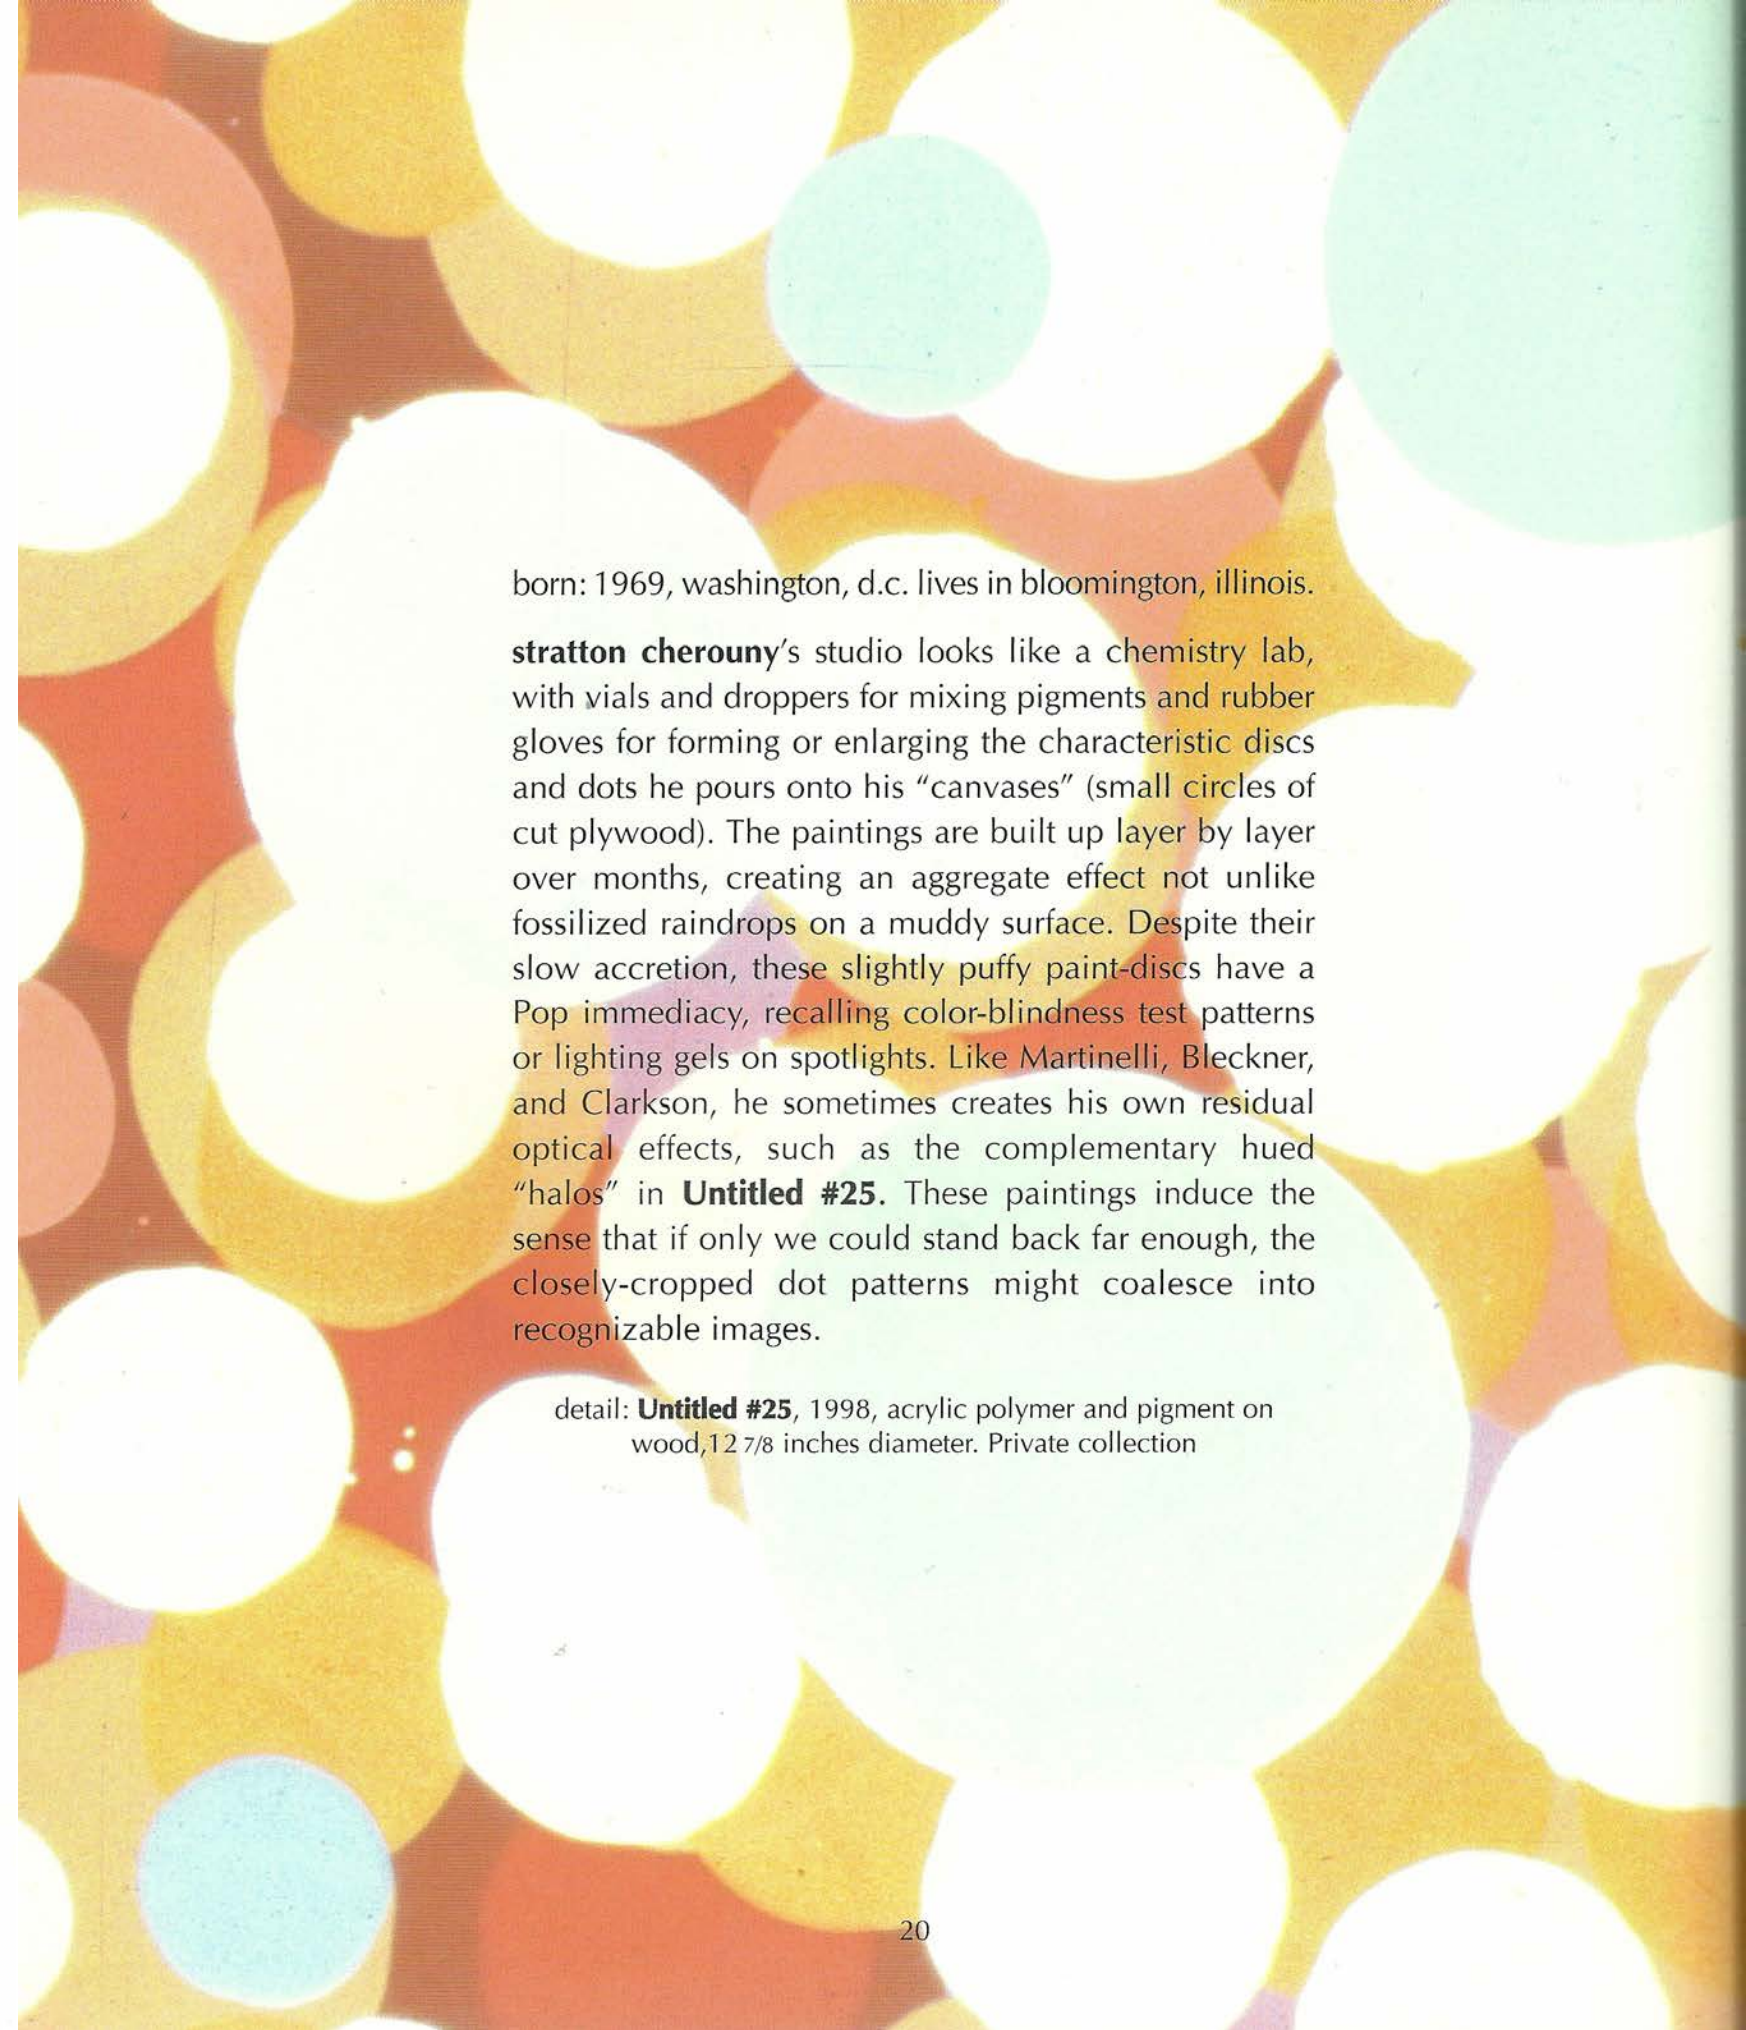 born: 1969, washington, d.c. lives in bloomington, illinois.
stratton cherouny's studio looks like a chemistry lab,
with vials and droppers for mixing pigments and rubber
gloves for forming or enlarging the characteristic discs
and dots he pours onto his "canvases" (small circles of
cut plywood). The paintings are built up layer by layer
over months, creating an aggregate effect not unlike
fossilized raindrops on a muddy surface. Despite their
slow accretion, these slightly puffy paint-discs have a
Pop immediacy, recalling color-blindness test patterns
or lighting gels on spotlights. Like Martinelli, Bleckner,
and Clarkson, he sometimes creates his own residual
optical effects, such as the complementary hued
"halos" in Untitled #25. These paintings induce the
sense that if only we could stand back far enough, the
closely-cropped dot patterns might coalesce into
recognizable images.
detail: Untitled #25, 1998, acrylic polymer and pigment on
wood,12 7/8 inches diameter. Private collection
20